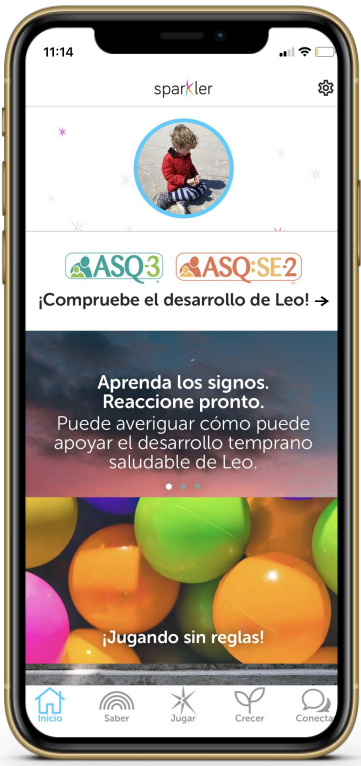 11:14
sparkler
ASQ-3 ASQ:SE-2
¡Compruebe el desarrollo de Leo! →
Aprenda los signos.
Reaccione pronto.
Puede averiguar cómo puede
apoyar el desarrollo temprano
saludable de Leo.
¡Jugando sin reglas!
Inicio Saber Jugar Crecer Conecta